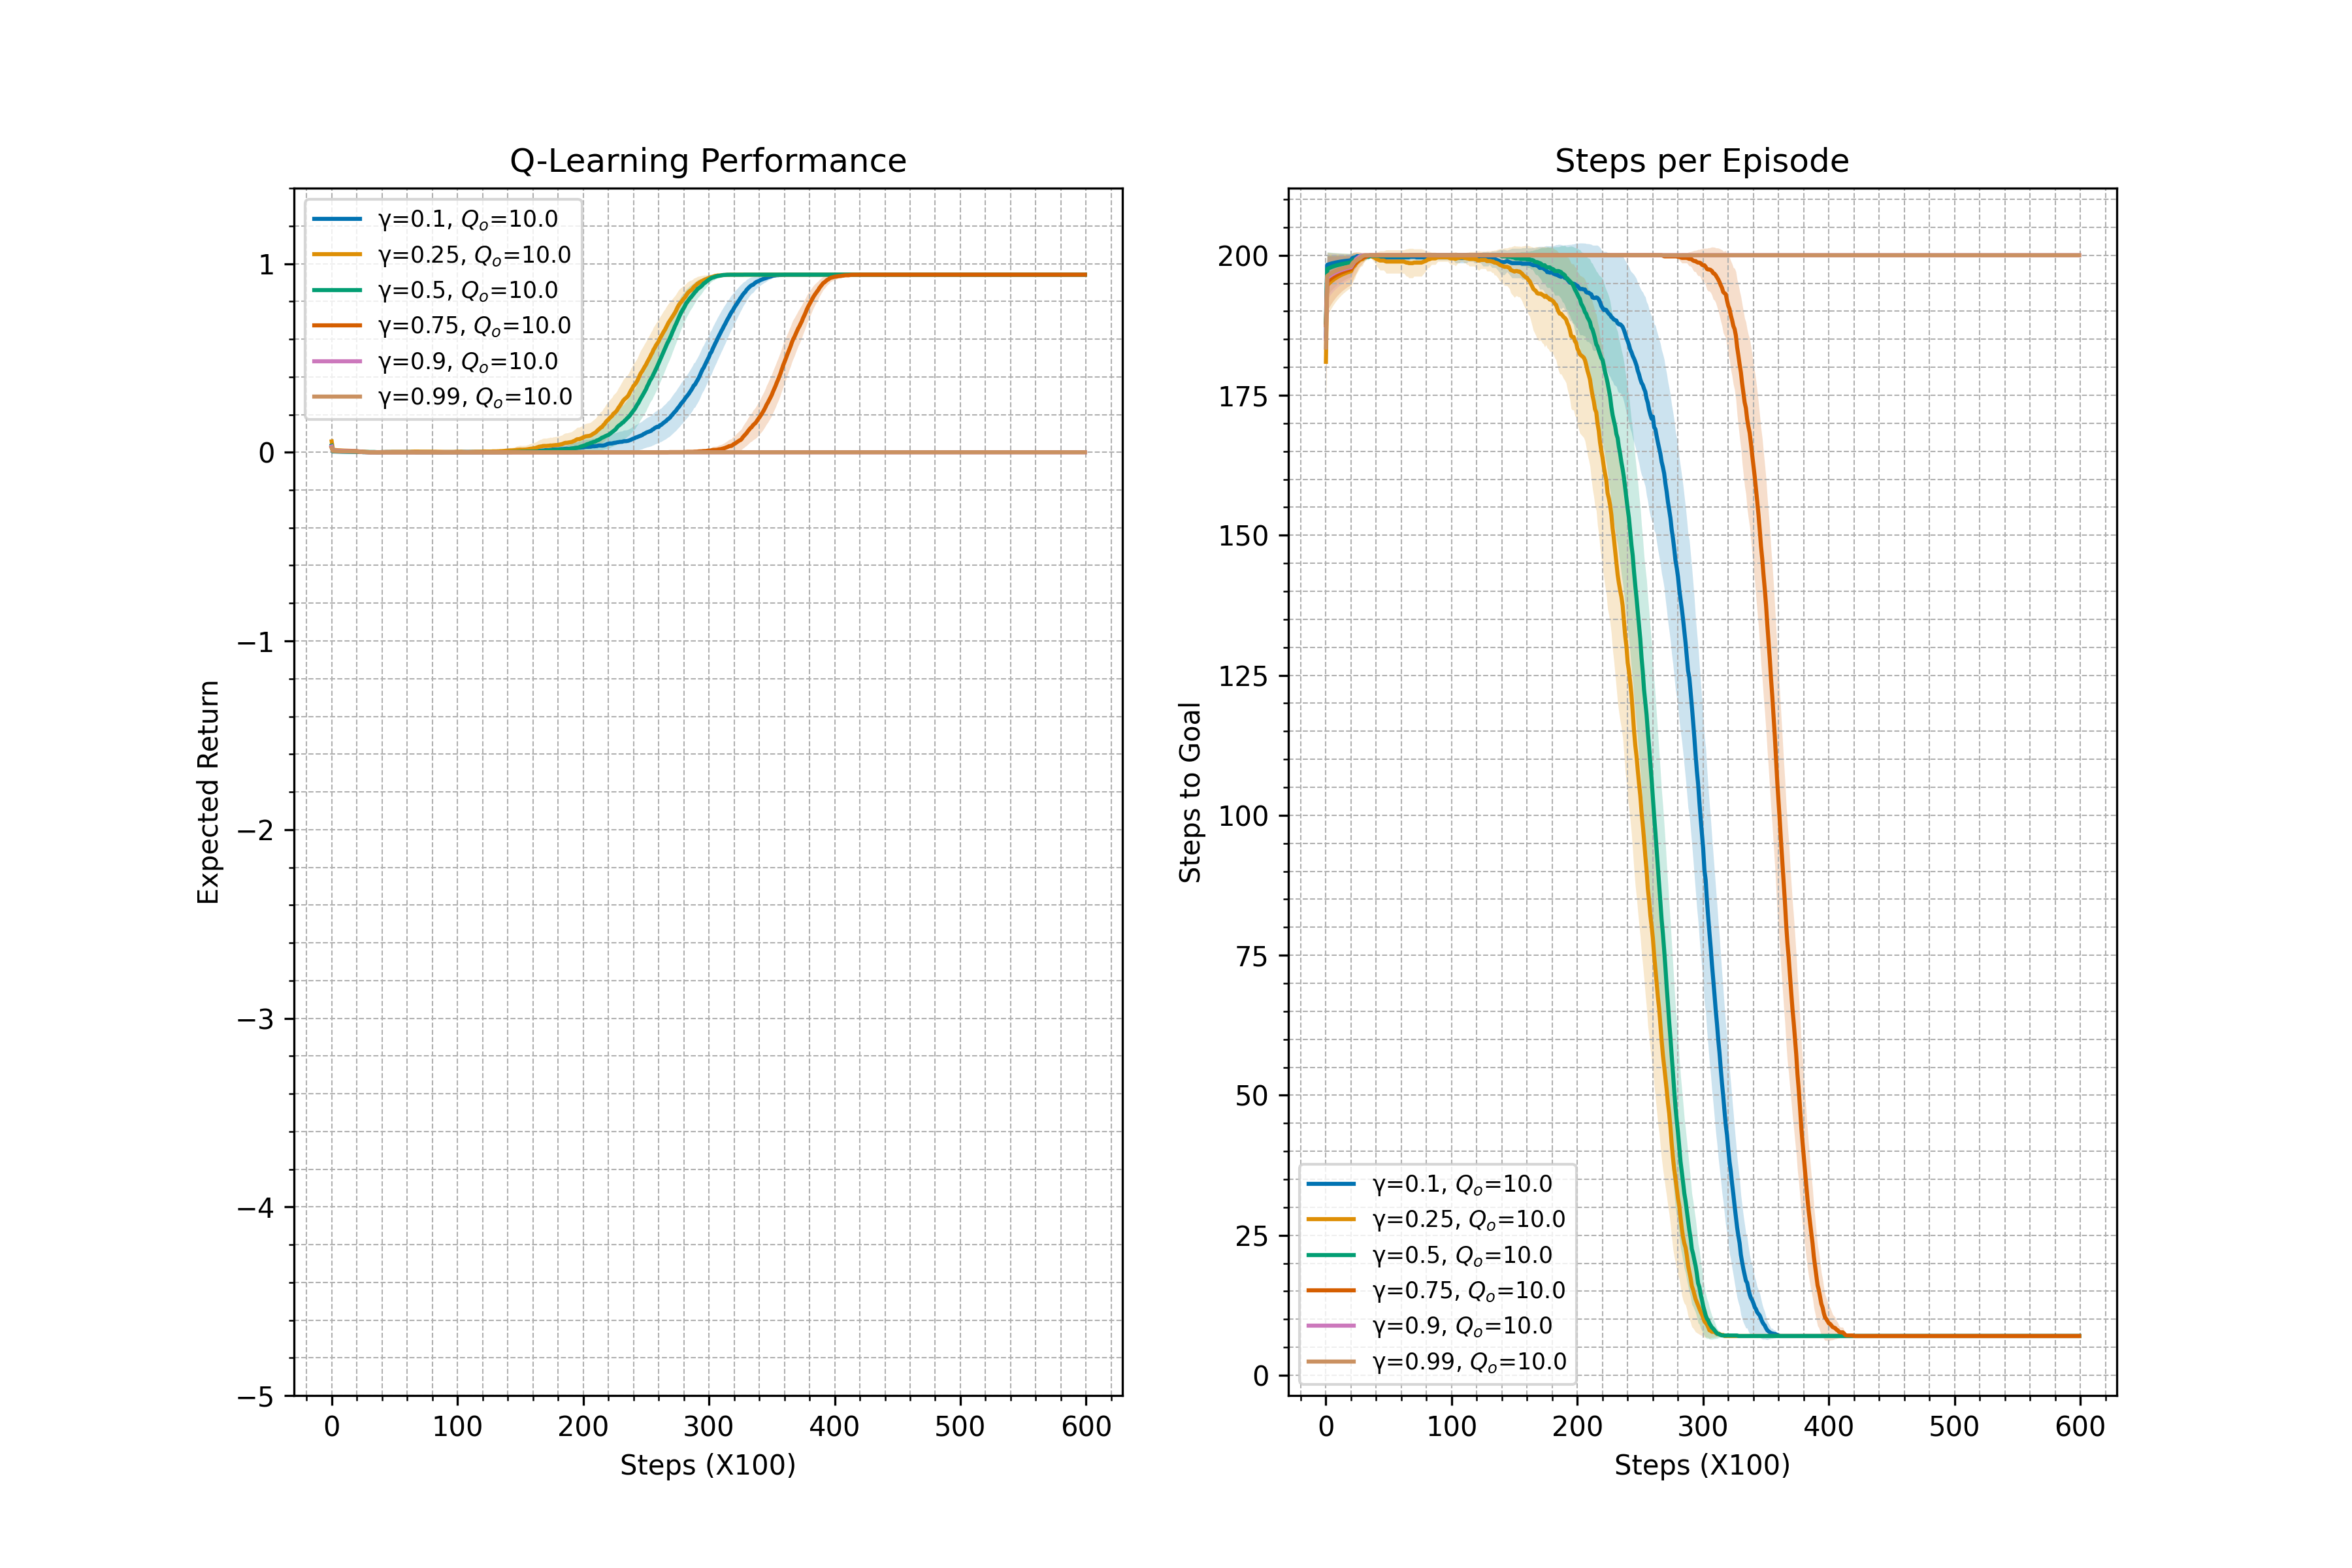 Q-Learning Performance
γ=0.1, Qₒ=10.0
γ=0.25, Qₒ=10.0
γ=0.5, Qₒ=10.0
γ=0.75, Qₒ=10.0
γ=0.9, Qₒ=10.0
γ=0.99, Qₒ=10.0
1
0
−1
−2
−3
−4
−5
Expected Return
0 100 200 300 400 500 600
Steps (X100)
Steps per Episode
200
175
150
125
100
75
50
25
0
Steps to Goal
γ=0.1, Qₒ=10.0
γ=0.25, Qₒ=10.0
γ=0.5, Qₒ=10.0
γ=0.75, Qₒ=10.0
γ=0.9, Qₒ=10.0
γ=0.99, Qₒ=10.0
0 100 200 300 400 500 600
Steps (X100)